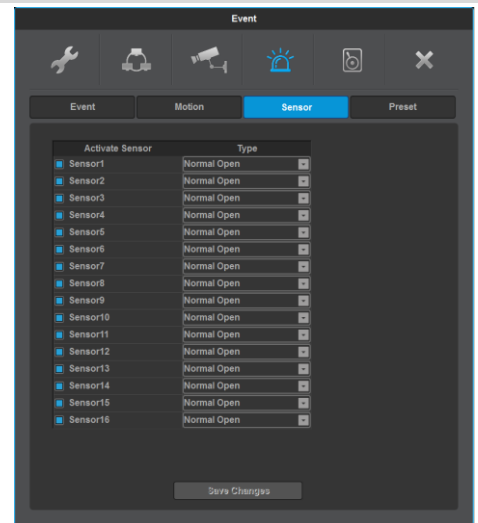 Event
Event Motion Sensor Preset
Activate Sensor Type
Sensor1 Normal Open
Sensor2 Normal Open
Sensor3 Normal Open
Sensor4 Normal Open
Sensor5 Normal Open
Sensor6 Normal Open
Sensor7 Normal Open
Sensor8 Normal Open
Sensor9 Normal Open
Sensor10 Normal Open
Sensor11 Normal Open
Sensor12 Normal Open
Sensor13 Normal Open
Sensor14 Normal Open
Sensor15 Normal Open
Sensor16 Normal Open
Save Changes